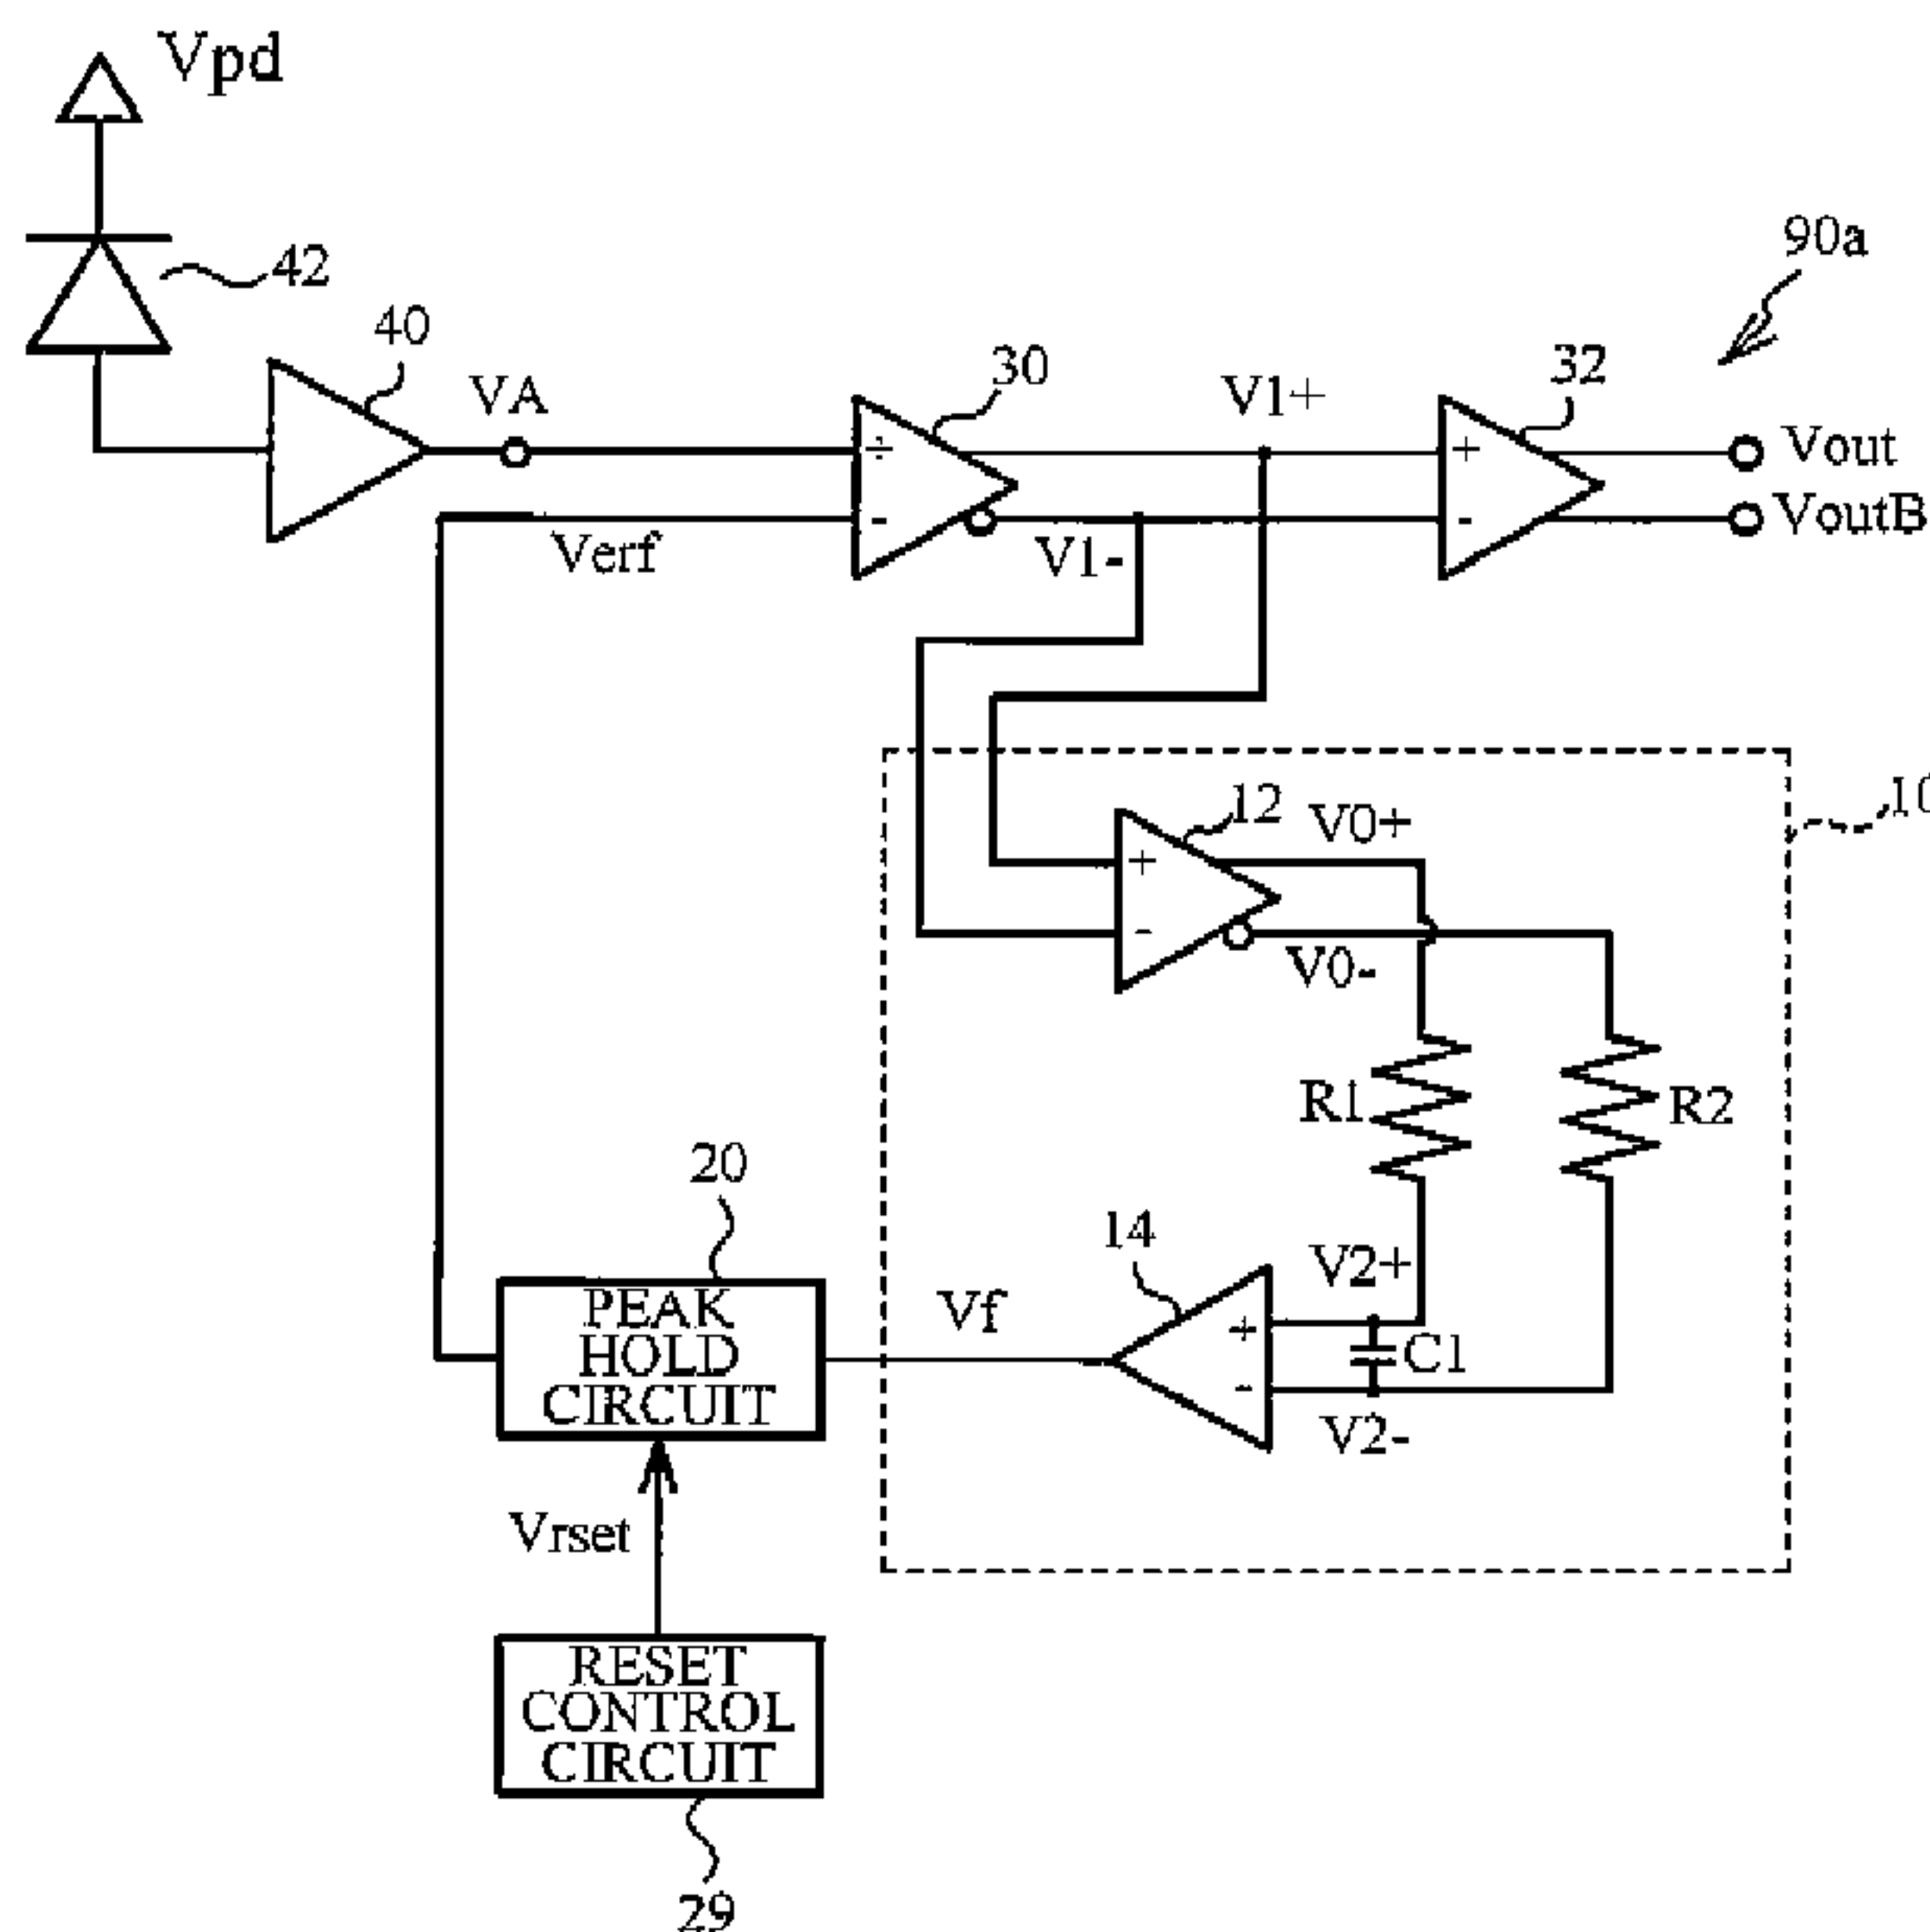 Vpd
90a
42
40
VA
30
V1+
32
Vout
÷
+
-
-
VoutB
Verf
V1-
10
12
V0+
+
-
V0-
R1
R2
20
14
V2+
PEAK
HOLD
CIRCUIT
Vf
+
C1
-
V2-
Vrset
RESET
CONTROL
CIRCUIT
29